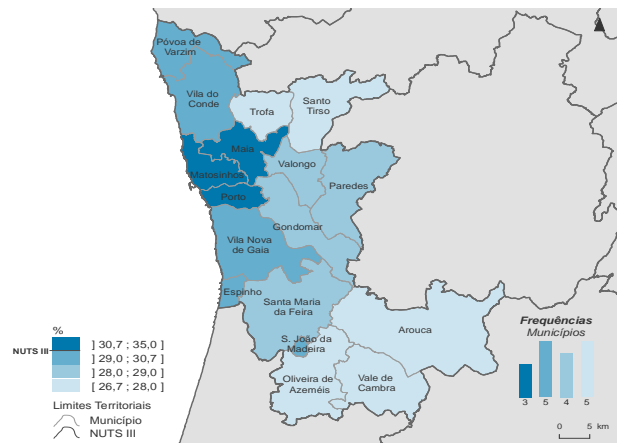 Póvoa de
Varzim
Vila do
Conde
Trofa
Santo
Tirso
Maia
Valongo
Matosinhos
Paredes
Porto
Gondomar
Vila Nova
de Gaia
Espinho
Santa Maria
da Feira
Arouca
S. João da
Madeira
Oliveira de
Azeméis
Vale de
Cambra
%
NUTS III
] 30,7 ; 35,0 ]
] 29,0 ; 30,7 ]
] 28,0 ; 29,0 ]
[ 26,7 ; 28,0 ]
Limites Territoriais
Município
NUTS III
Frequências
Municípios
3 5 4 5
0 5 km